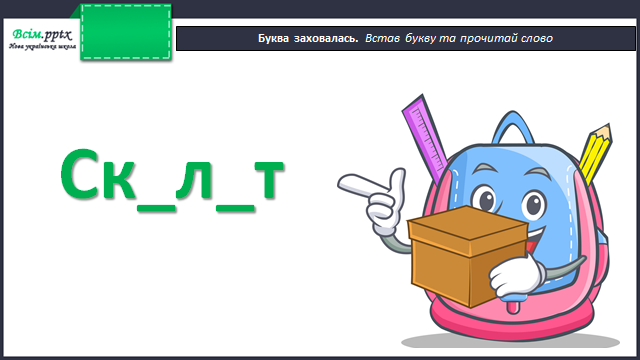 Всім.pptx
Нова українська школа
Буква заховалась. Встав букву та прочитай слово
Ск_л_т